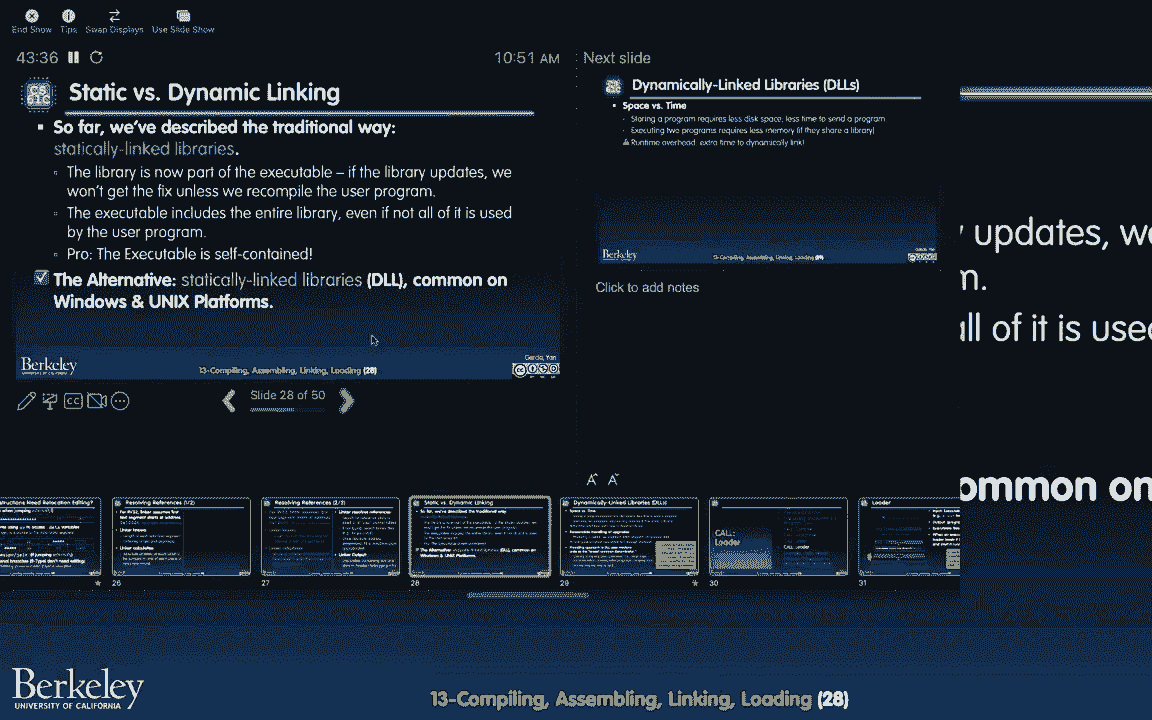 End Show Tips Swap Displays Use Slide Show
43:36 10:51 AM
CS 61C
Static vs. Dynamic Linking
So far, we've described the traditional way:
statically-linked libraries.
The library is now part of the executable – if the library updates, we
won't get the fix unless we recompile the user program.
The executable includes the entire library, even if not all of it is used
by the user program.
Pro: The Executable is self-contained!
The Alternative: statically-linked libraries (DLL), common on
Windows & UNIX Platforms.
Berkeley
UNIVERSITY OF CALIFORNIA
13-Compiling, Assembling, Linking, Loading (28)
Garcia, Yan
Slide 28 of 50
Next slide
Dynamically-Linked Libraries (DLLs)
Space vs. Time
Storing a program requires less disk space, less time to send a program
Executing two programs requires less memory (if they share a library)
Runtime overhead: extra time to dynamically link!
Berkeley
13-Compiling, Assembling, Linking, Loading (29)
Click to add notes
y updates, we
m.
all of it is used
ommon on
structions Need Relocation Editing?
26
Resolving References (1/2)
27
Resolving References (2/2)
28
Static vs. Dynamic Linking
29
Dynamically-Linked Libraries (DLLs)
30
CALL:
Loader
31
Loader
Berkeley
UNIVERSITY OF CALIFORNIA
13-Compiling, Assembling, Linking, Loading (28)